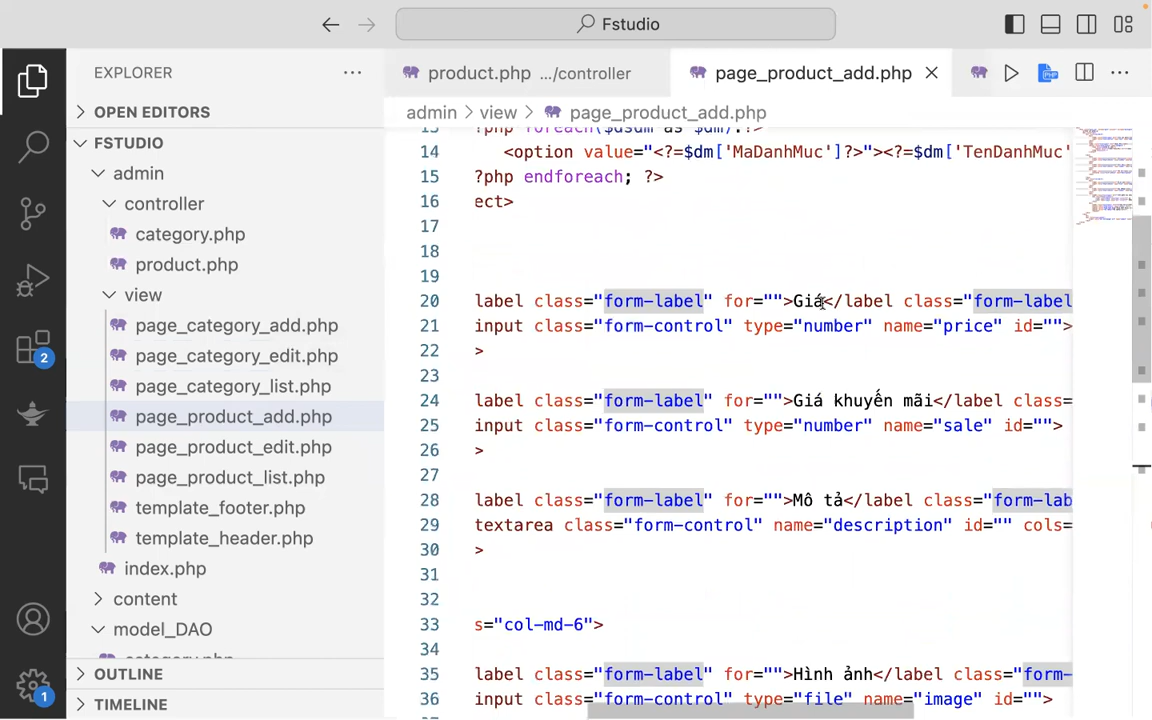 Fstudio
EXPLORER
product.php .../controller
page_product_add.php
OPEN EDITORS
admin > view > page_product_add.php
FSTUDIO
admin
controller
category.php
product.php
view
page_category_add.php
page_category_edit.php
page_category_list.php
page_product_add.php
page_product_edit.php
page_product_list.php
template_footer.php
template_header.php
index.php
content
model_DAO
category.php
OUTLINE
TIMELINE
2
1
13 ?php foreach($dsdm as $dm):?>
14 <option value="<?=$dm['MaDanhMuc']?>"><?=$dm['TenDanhMuc'
15 ?php endforeach; ?>
16 ect>
17
18
19
20 label class="form-label" for="">Giá</label class="form-label
21 input class="form-control" type="number" name="price" id="">
22 >
23
24 label class="form-label" for="">Giá khuyến mãi</label class=
25 input class="form-control" type="number" name="sale" id="">
26 >
27
28 label class="form-label" for="">Mô tả</label class="form-lab
29 textarea class="form-control" name="description" id="" cols=
30 >
31
32
33 s="col-md-6">
34
35 label class="form-label" for="">Hình ảnh</label class="form-
36 input class="form-control" type="file" name="image" id="">